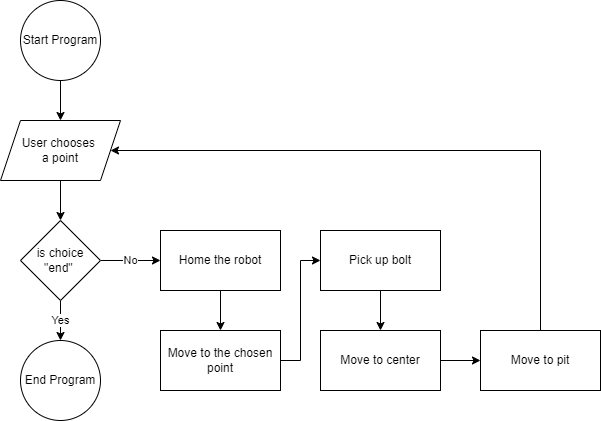 Start Program
User chooses
a point
is choice
"end"
No
Home the robot
Pick up bolt
Yes
Move to the chosen
point
Move to center
Move to pit
End Program